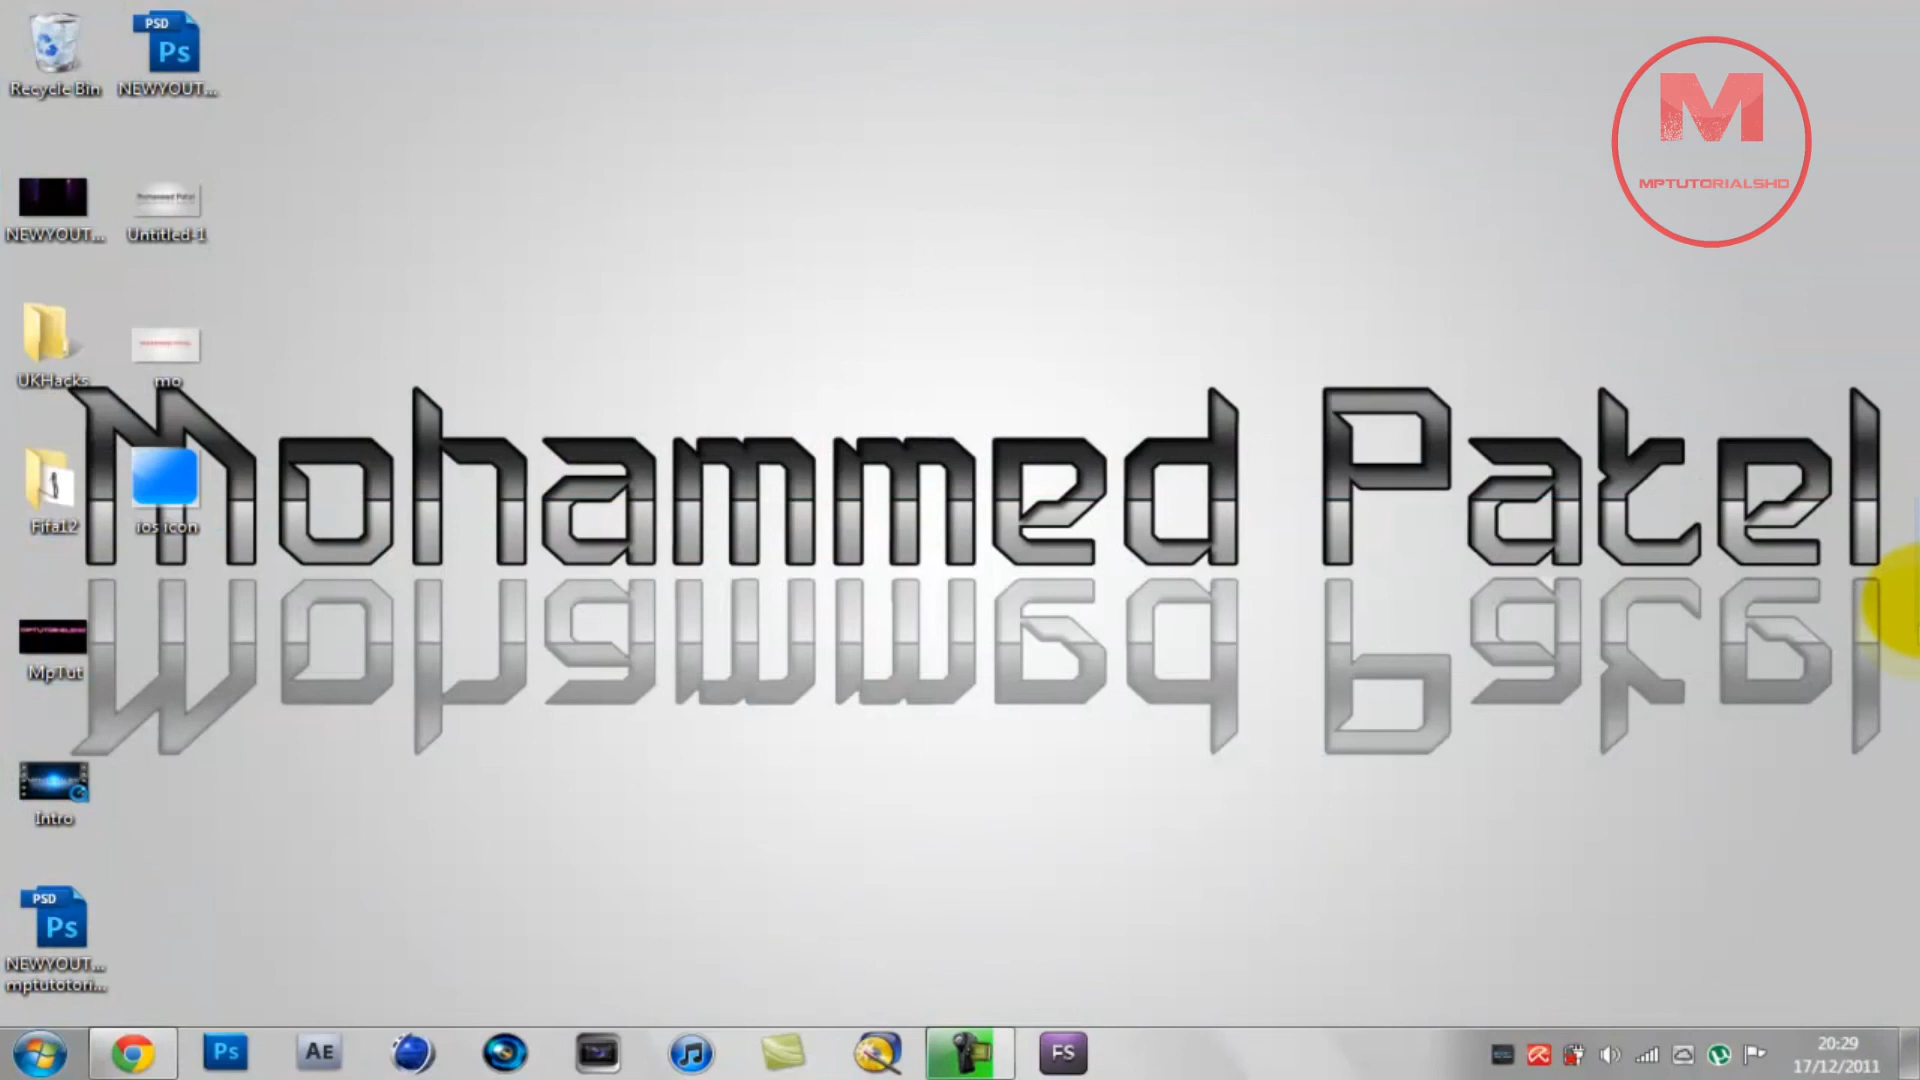 PSD
Ps
Recycle Bin
NEWYOUT...
M
MPTUTORIALSHD
NEWYOUT...
Untitled-1
UKHacks
mo
Mohammed Patel
Fifa12
ios icon
MPTUTORIALSHD
MpTut
Intro
PSD
Ps
NEWYOUT...
mptutotori...
Ps
AE
FS
20:29
17/12/2011